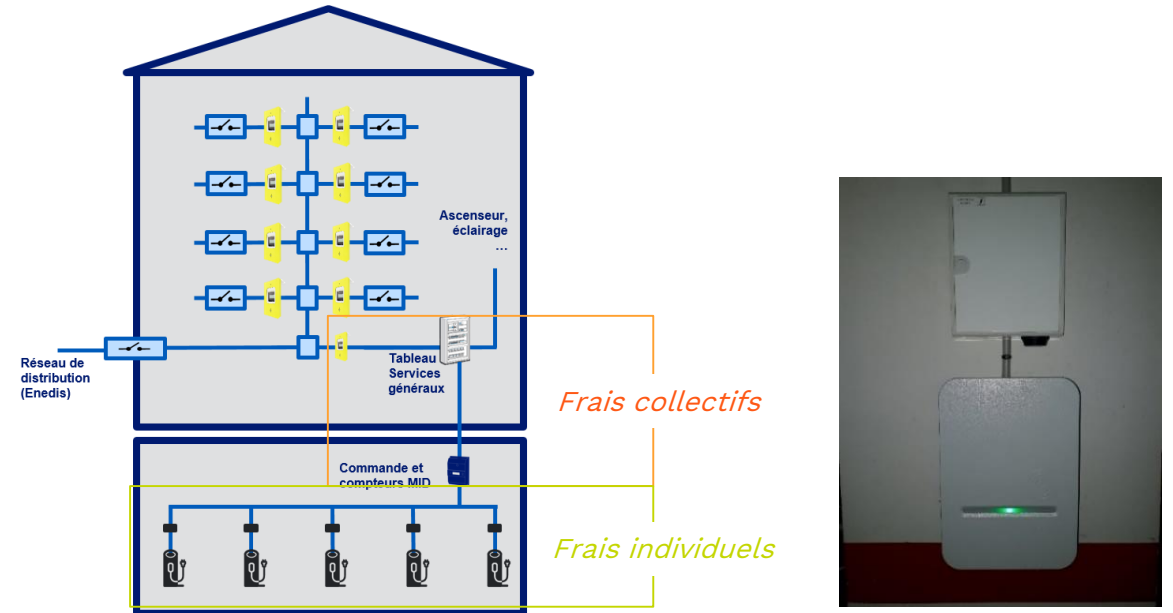 Ascenseur,
éclairage
...
Réseau de
distribution
(Enedis)
Tableau
Services
généraux
Frais collectifs
Commande et
compteurs MID
Frais individuels